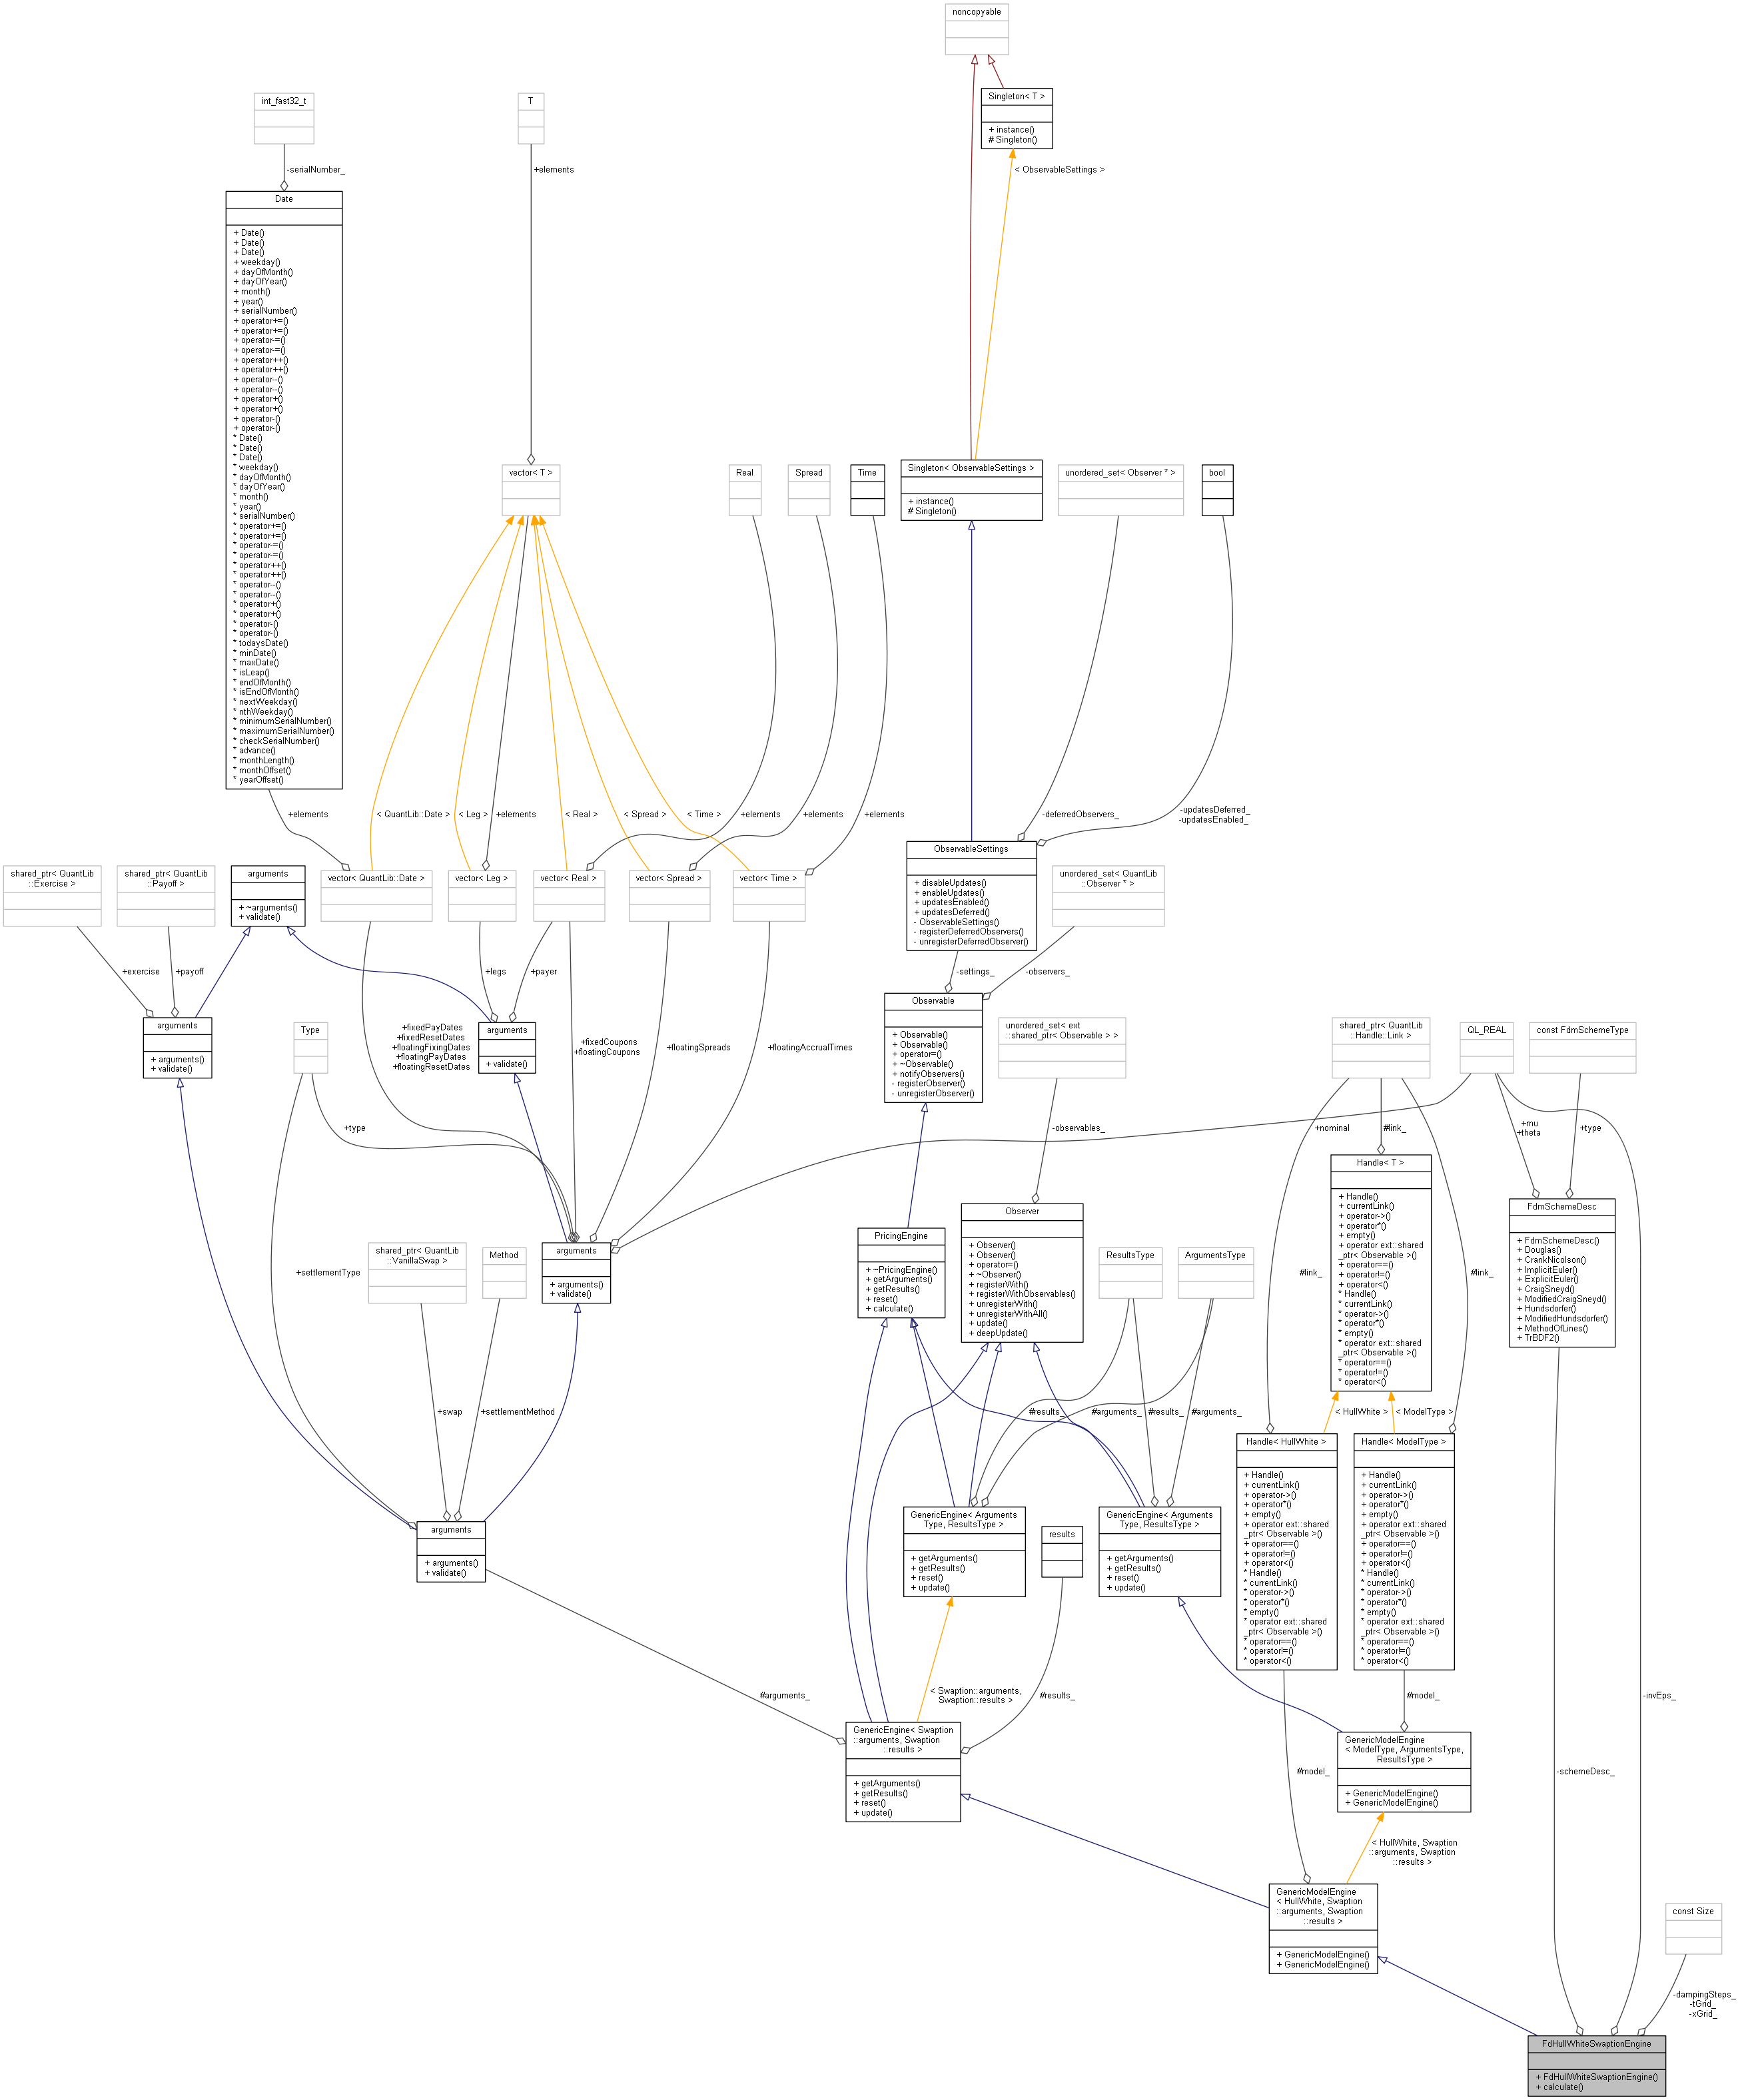 noncopyable
Singleton< T >
+ instance()
# Singleton()
int_fast32_t
T
-serialNumber_
+elements
< ObservableSettings >
Date
+ Date()
+ Date()
+ Date()
+ weekday()
+ dayOfMonth()
+ dayOfYear()
+ month()
+ year()
+ serialNumber()
+ operator+=()
+ operator+=()
+ operator-=()
+ operator-=()
+ operator++()
+ operator++()
+ operator--()
+ operator--()
+ operator+()
+ operator+()
+ operator-()
+ operator-()
* Date()
* Date()
* Date()
* weekday()
* dayOfMonth()
* dayOfYear()
* month()
* year()
* serialNumber()
* operator+=()
* operator+=()
* operator-=()
* operator-=()
* operator++()
* operator++()
* operator--()
* operator--()
* operator+()
* operator+()
* operator-()
* operator-()
* todaysDate()
* minDate()
* maxDate()
* isLeap()
* endOfMonth()
* isEndOfMonth()
* nextWeekday()
* nthWeekday()
* minimumSerialNumber()
* maximumSerialNumber()
* checkSerialNumber()
* advance()
* monthLength()
* monthOffset()
* yearOffset()
vector< T >
Real
Spread
Time
Singleton< ObservableSettings >
+ instance()
# Singleton()
unordered_set< Observer * >
bool
+elements
< QuantLib::Date >
< Leg >
+elements
< Real >
< Spread >
< Time >
+elements
+elements
+elements
-deferredObservers_
-updatesDeferred_
-updatesEnabled_
shared_ptr< QuantLib
::Exercise >
shared_ptr< QuantLib
::Payoff >
arguments
+ ~arguments()
+ validate()
vector< QuantLib::Date >
vector< Leg >
vector< Real >
vector< Spread >
vector< Time >
ObservableSettings
+ disableUpdates()
+ enableUpdates()
+ updatesEnabled()
+ updatesDeferred()
- ObservableSettings()
- registerDeferredObservers()
- unregisterDeferredObserver()
unordered_set< QuantLib
::Observer * >
+exercise
+payoff
+legs
+payer
-settings_
-observers_
arguments
+ arguments()
+ validate()
Type
+fixedPayDates
+fixedResetDates
+floatingFixingDates
+floatingPayDates
+floatingResetDates
arguments
+ validate()
+fixedCoupons
+floatingCoupons
+floatingSpreads
+floatingAccrualTimes
Observable
+ Observable()
+ Observable()
+ operator=()
+ ~Observable()
+ notifyObservers()
- registerObserver()
- unregisterObserver()
unordered_set< ext
::shared_ptr< Observable > >
shared_ptr< QuantLib
::Handle::Link >
QL_REAL
const FdmSchemeType
+type
-observables_
+nominal
#link_
+mu
+theta
+type
Handle< T >
+ Handle()
+ currentLink()
+ operator->()
+ operator*()
+ empty()
+ operator ext::shared
_ptr< Observable >()
+ operator==()
+ operator!=()
+ operator<()
* Handle()
* currentLink()
* operator->()
* operator*()
* empty()
* operator ext::shared
_ptr< Observable >()
* operator==()
* operator!=()
* operator<()
FdmSchemeDesc
+ FdmSchemeDesc()
+ Douglas()
+ CrankNicolson()
+ ImplicitEuler()
+ ExplicitEuler()
+ CraigSneyd()
+ ModifiedCraigSneyd()
+ Hundsdorfer()
+ ModifiedHundsdorfer()
+ MethodOfLines()
+ TrBDF2()
+settlementType
shared_ptr< QuantLib
::VanillaSwap >
Method
arguments
+ arguments()
+ validate()
PricingEngine
+ ~PricingEngine()
+ getArguments()
+ getResults()
+ reset()
+ calculate()
Observer
+ Observer()
+ Observer()
+ operator=()
+ ~Observer()
+ registerWith()
+ registerWithObservables()
+ unregisterWith()
+ unregisterWithAll()
+ update()
+ deepUpdate()
ResultsType
ArgumentsType
#link_
#link_
+swap
+settlementMethod
#results_
#arguments_
#results_
#arguments_
< HullWhite >
< ModelType >
arguments
+ arguments()
+ validate()
GenericEngine< Arguments
Type, ResultsType >
+ getArguments()
+ getResults()
+ reset()
+ update()
results
GenericEngine< Arguments
Type, ResultsType >
+ getArguments()
+ getResults()
+ reset()
+ update()
Handle< HullWhite >
+ Handle()
+ currentLink()
+ operator->()
+ operator*()
+ empty()
+ operator ext::shared
_ptr< Observable >()
+ operator==()
+ operator!=()
+ operator<()
* Handle()
* currentLink()
* operator->()
* operator*()
* empty()
* operator ext::shared
_ptr< Observable >()
* operator==()
* operator!=()
* operator<()
Handle< ModelType >
+ Handle()
+ currentLink()
+ operator->()
+ operator*()
+ empty()
+ operator ext::shared
_ptr< Observable >()
+ operator==()
+ operator!=()
+ operator<()
* Handle()
* currentLink()
* operator->()
* operator*()
* empty()
* operator ext::shared
_ptr< Observable >()
* operator==()
* operator!=()
* operator<()
#arguments_
< Swaption::arguments,
Swaption::results >
#results_
#model_
-invEps_
GenericEngine< Swaption
::arguments, Swaption
::results >
+ getArguments()
+ getResults()
+ reset()
+ update()
#model_
GenericModelEngine
< ModelType, ArgumentsType,
ResultsType >
+ GenericModelEngine()
+ GenericModelEngine()
-schemeDesc_
< HullWhite, Swaption
::arguments, Swaption
::results >
GenericModelEngine
< HullWhite, Swaption
::arguments, Swaption
::results >
+ GenericModelEngine()
+ GenericModelEngine()
const Size
-dampingSteps_
-tGrid_
-xGrid_
FdHullWhiteSwaptionEngine
+ FdHullWhiteSwaptionEngine()
+ calculate()